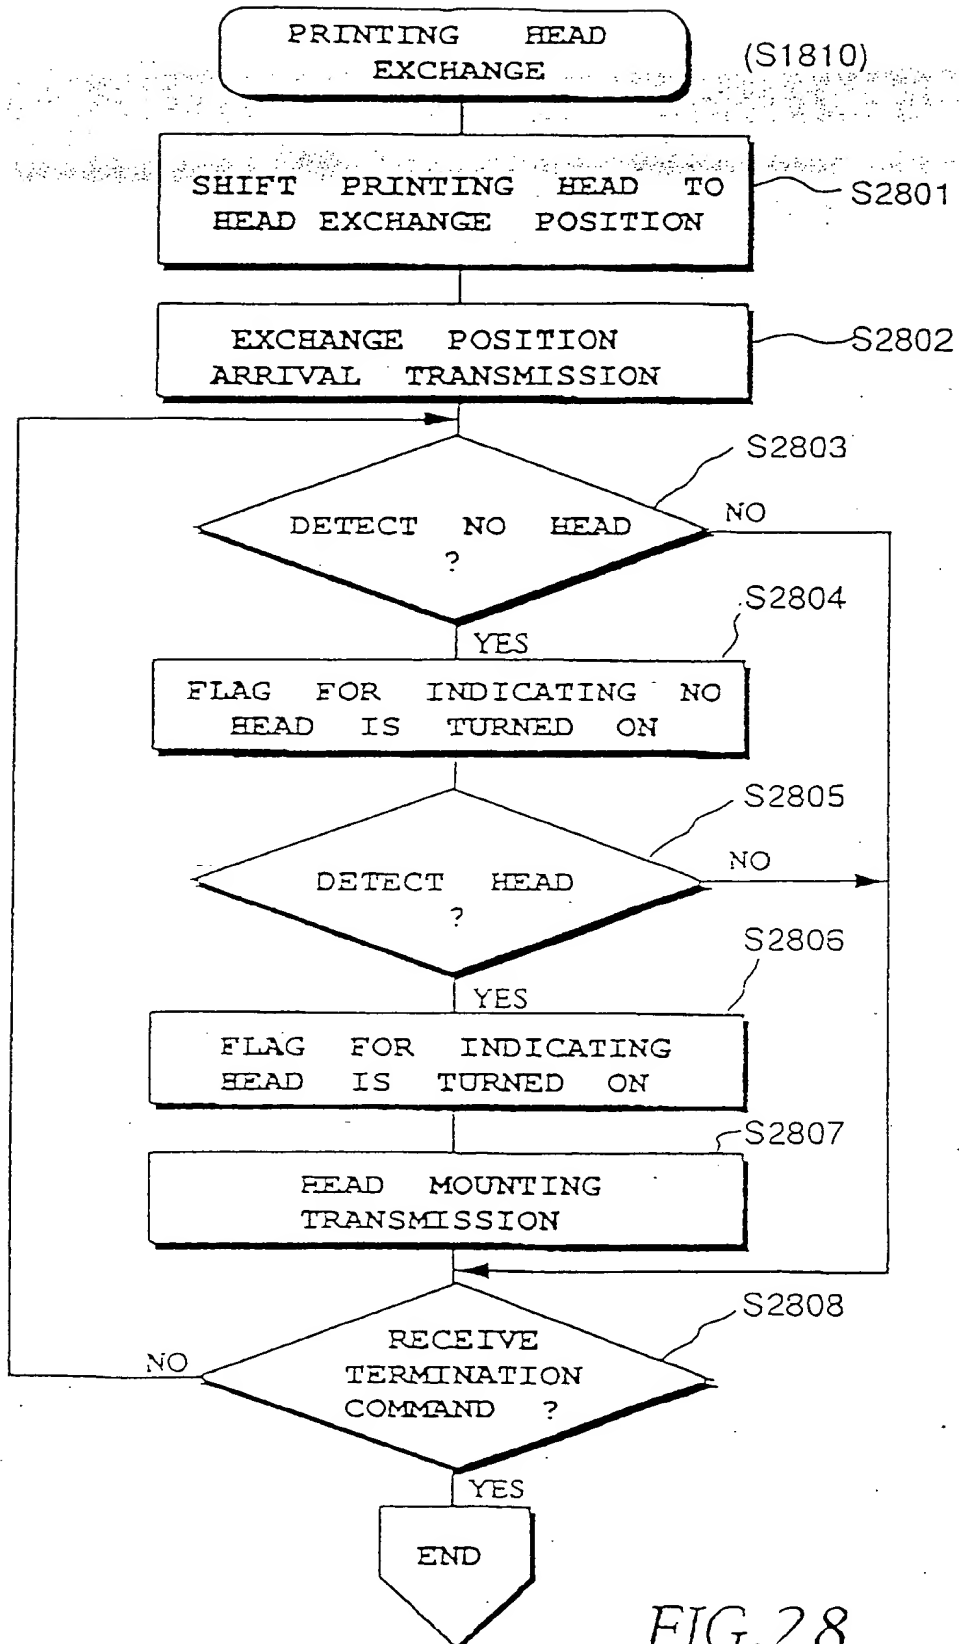 PRINTING HEAD
EXCHANGE
(S1810)
SHIFT PRINTING HEAD TO
HEAD EXCHANGE POSITION
S2801
EXCHANGE POSITION
ARRIVAL TRANSMISSION
S2802
S2803
DETECT NO HEAD
?
NO
YES
S2804
FLAG FOR INDICATING NO
HEAD IS TURNED ON
S2805
DETECT HEAD
?
NO
YES
S2806
FLAG FOR INDICATING
HEAD IS TURNED ON
S2807
HEAD MOUNTING
TRANSMISSION
S2808
RECEIVE
TERMINATION
COMMAND ?
NO
YES
END
FIG.28